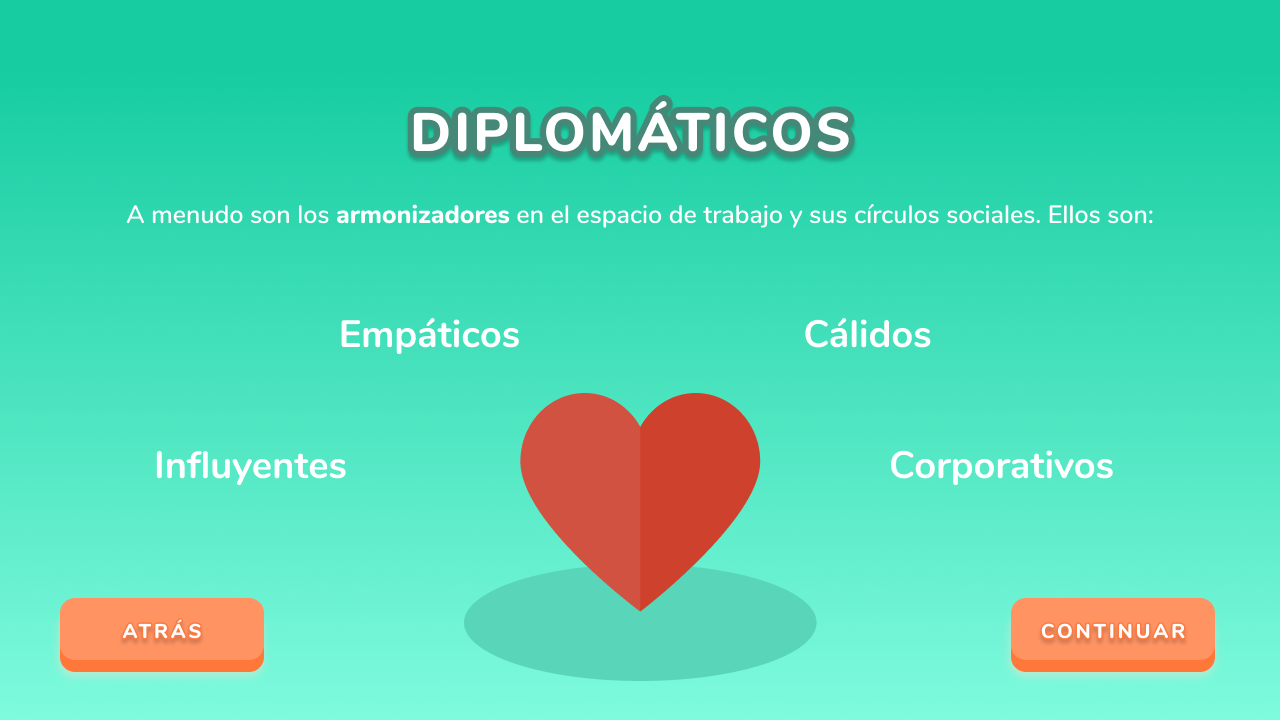 DIPLOMÁTICOS
A menudo son los armonizadores en el espacio de trabajo y sus círculos sociales. Ellos son:
Empáticos
Cálidos
Influyentes
Corporativos
ATRÁS
CONTINUAR